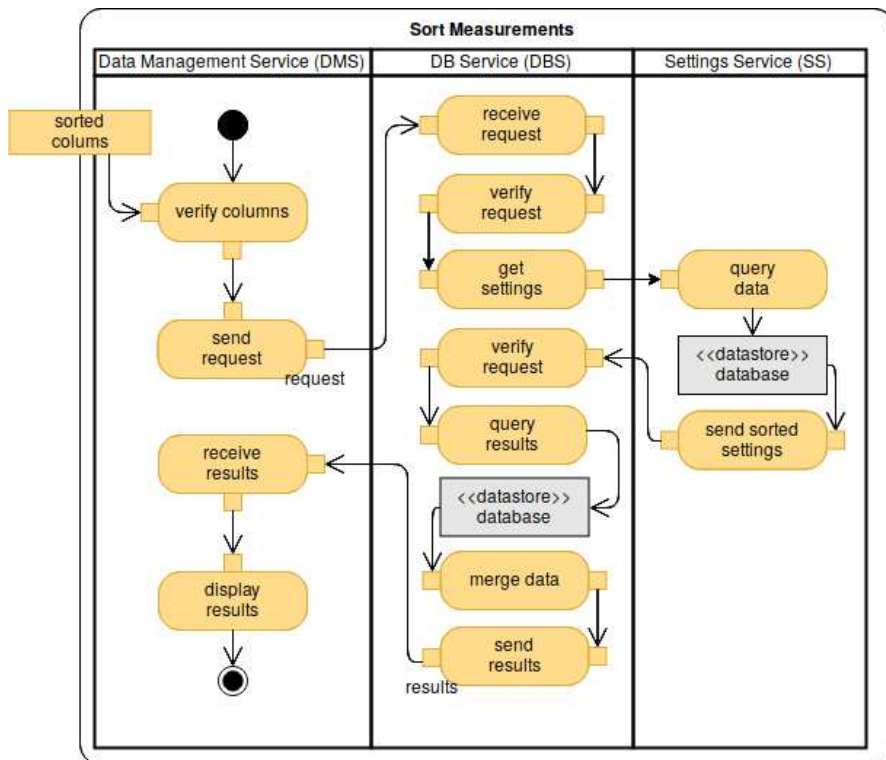 Sort Measurements
Data Management Service (DMS)
DB Service (DBS)
Settings Service (SS)
sorted
colums
verify columns
send
request
request
receive
results
display
results
receive
request
verify
request
get
settings
verify
request
query
results
<<datastore>>
database
merge data
send
results
results
query
data
<<datastore>>
database
send sorted
settings